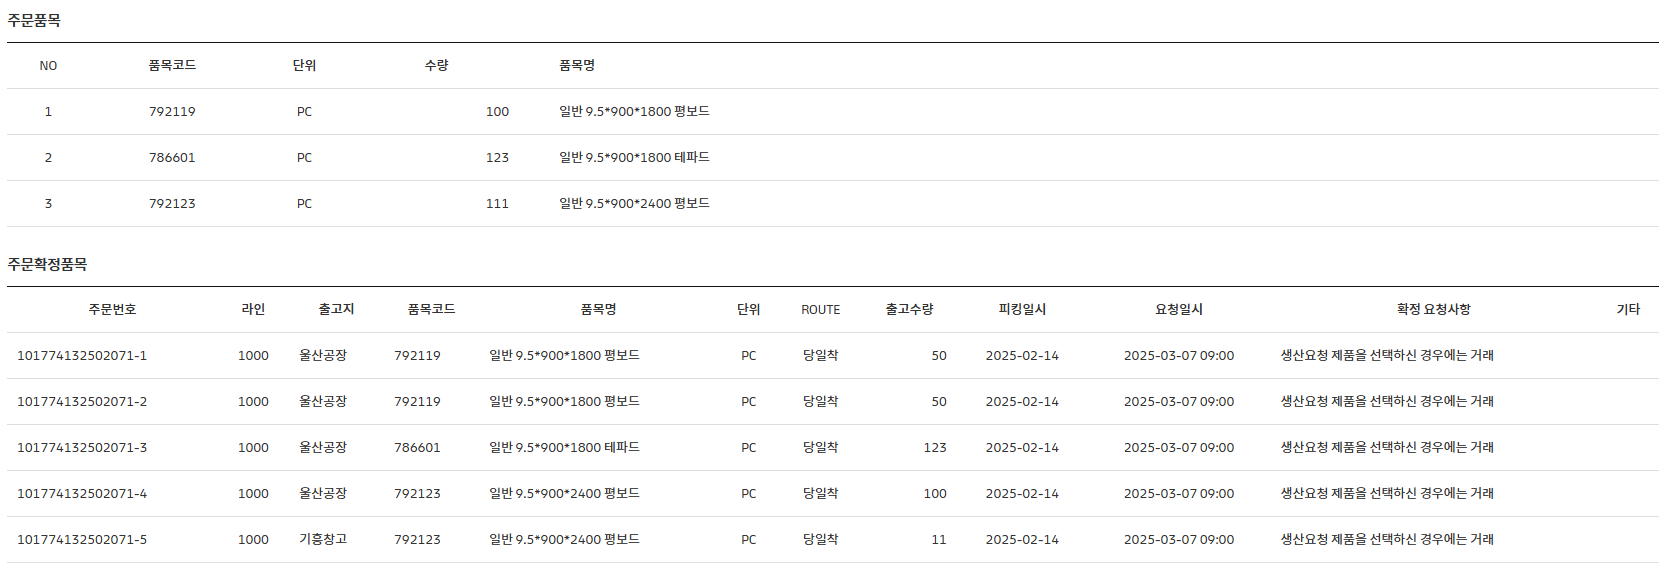 주문품목
NO 품목코드 단위 수량 품목명
1 792119 PC 100 일반 9.5*900*1800 평보드
2 786601 PC 123 일반 9.5*900*1800 테파드
3 792123 PC 111 일반 9.5*900*2400 평보드
주문확정품목
주문번호 라인 출고지 품목코드 품목명 단위 ROUTE 출고수량 피킹일시 요청일시 확정 요청사항 기타
101774132502071-1 1000 울산공장 792119 일반 9.5*900*1800 평보드 PC 당일착 50 2025-02-14 2025-03-07 09:00 생산요청 제품을 선택하신 경우에는 거래
101774132502071-2 1000 울산공장 792119 일반 9.5*900*1800 평보드 PC 당일착 50 2025-02-14 2025-03-07 09:00 생산요청 제품을 선택하신 경우에는 거래
101774132502071-3 1000 울산공장 786601 일반 9.5*900*1800 테파드 PC 당일착 123 2025-02-14 2025-03-07 09:00 생산요청 제품을 선택하신 경우에는 거래
101774132502071-4 1000 울산공장 792123 일반 9.5*900*2400 평보드 PC 당일착 100 2025-02-14 2025-03-07 09:00 생산요청 제품을 선택하신 경우에는 거래
101774132502071-5 1000 기흥창고 792123 일반 9.5*900*2400 평보드 PC 당일착 11 2025-02-14 2025-03-07 09:00 생산요청 제품을 선택하신 경우에는 거래